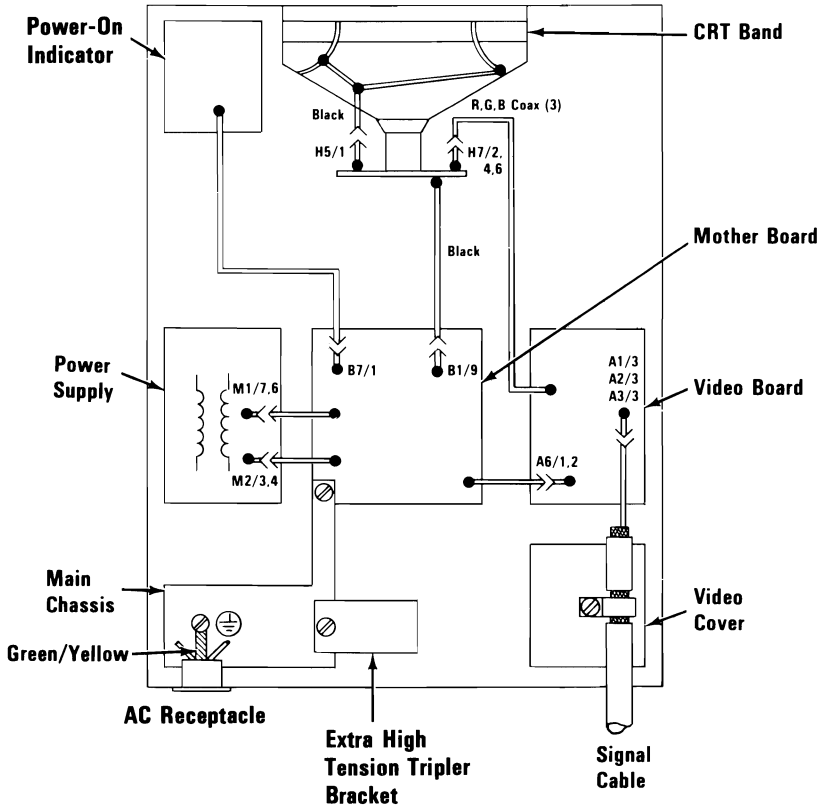 Power-On
Indicator
CRT Band
R,G,B Coax (3)
Black
H5/1
H7/2,
4,6
Mother Board
Black
Power
Supply
B7/1
B1/9
A1/3
A2/3
A3/3
Video Board
M1/7,6
M2/3,4
A6/1,2
Main
Chassis
Video
Cover
Green/Yellow
AC Receptacle
Extra High
Tension Tripler
Bracket
Signal
Cable